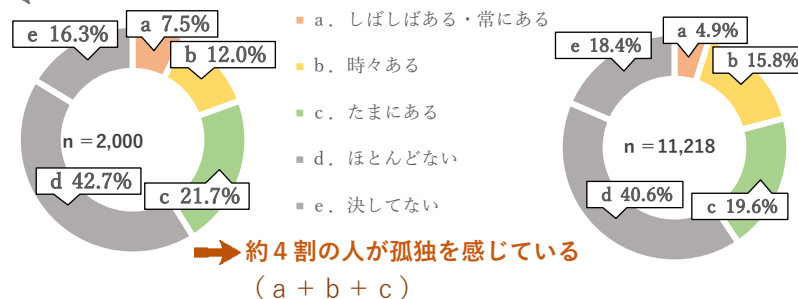 a 7.5%
e 16.3%
b 12.0%
n＝2,000
d 42.7%
c 21.7%
a．しばしばある・常にある
b．時々ある
c．たまにある
d．ほとんどない
e．決してない
a 4.9%
e 18.4%
b 15.8%
n＝11,218
d 40.6%
c 19.6%
約４割の人が孤独を感じている
（a＋b＋c）